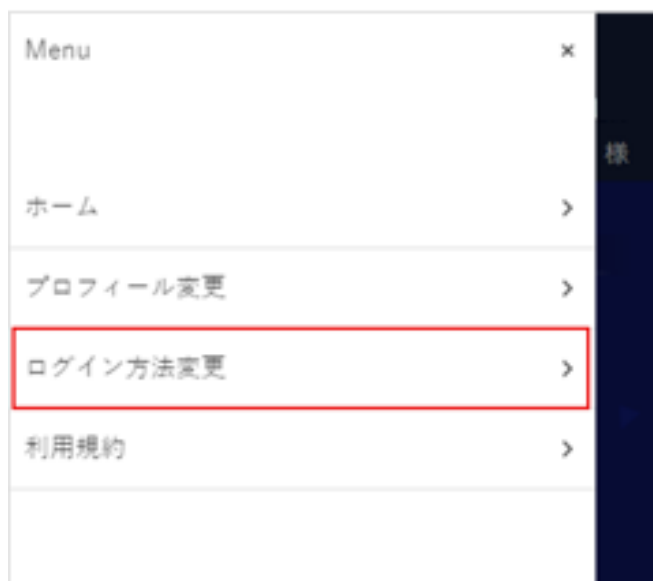 Menu ×
様
ホーム
プロフィール変更
ログイン方法変更
利用規約